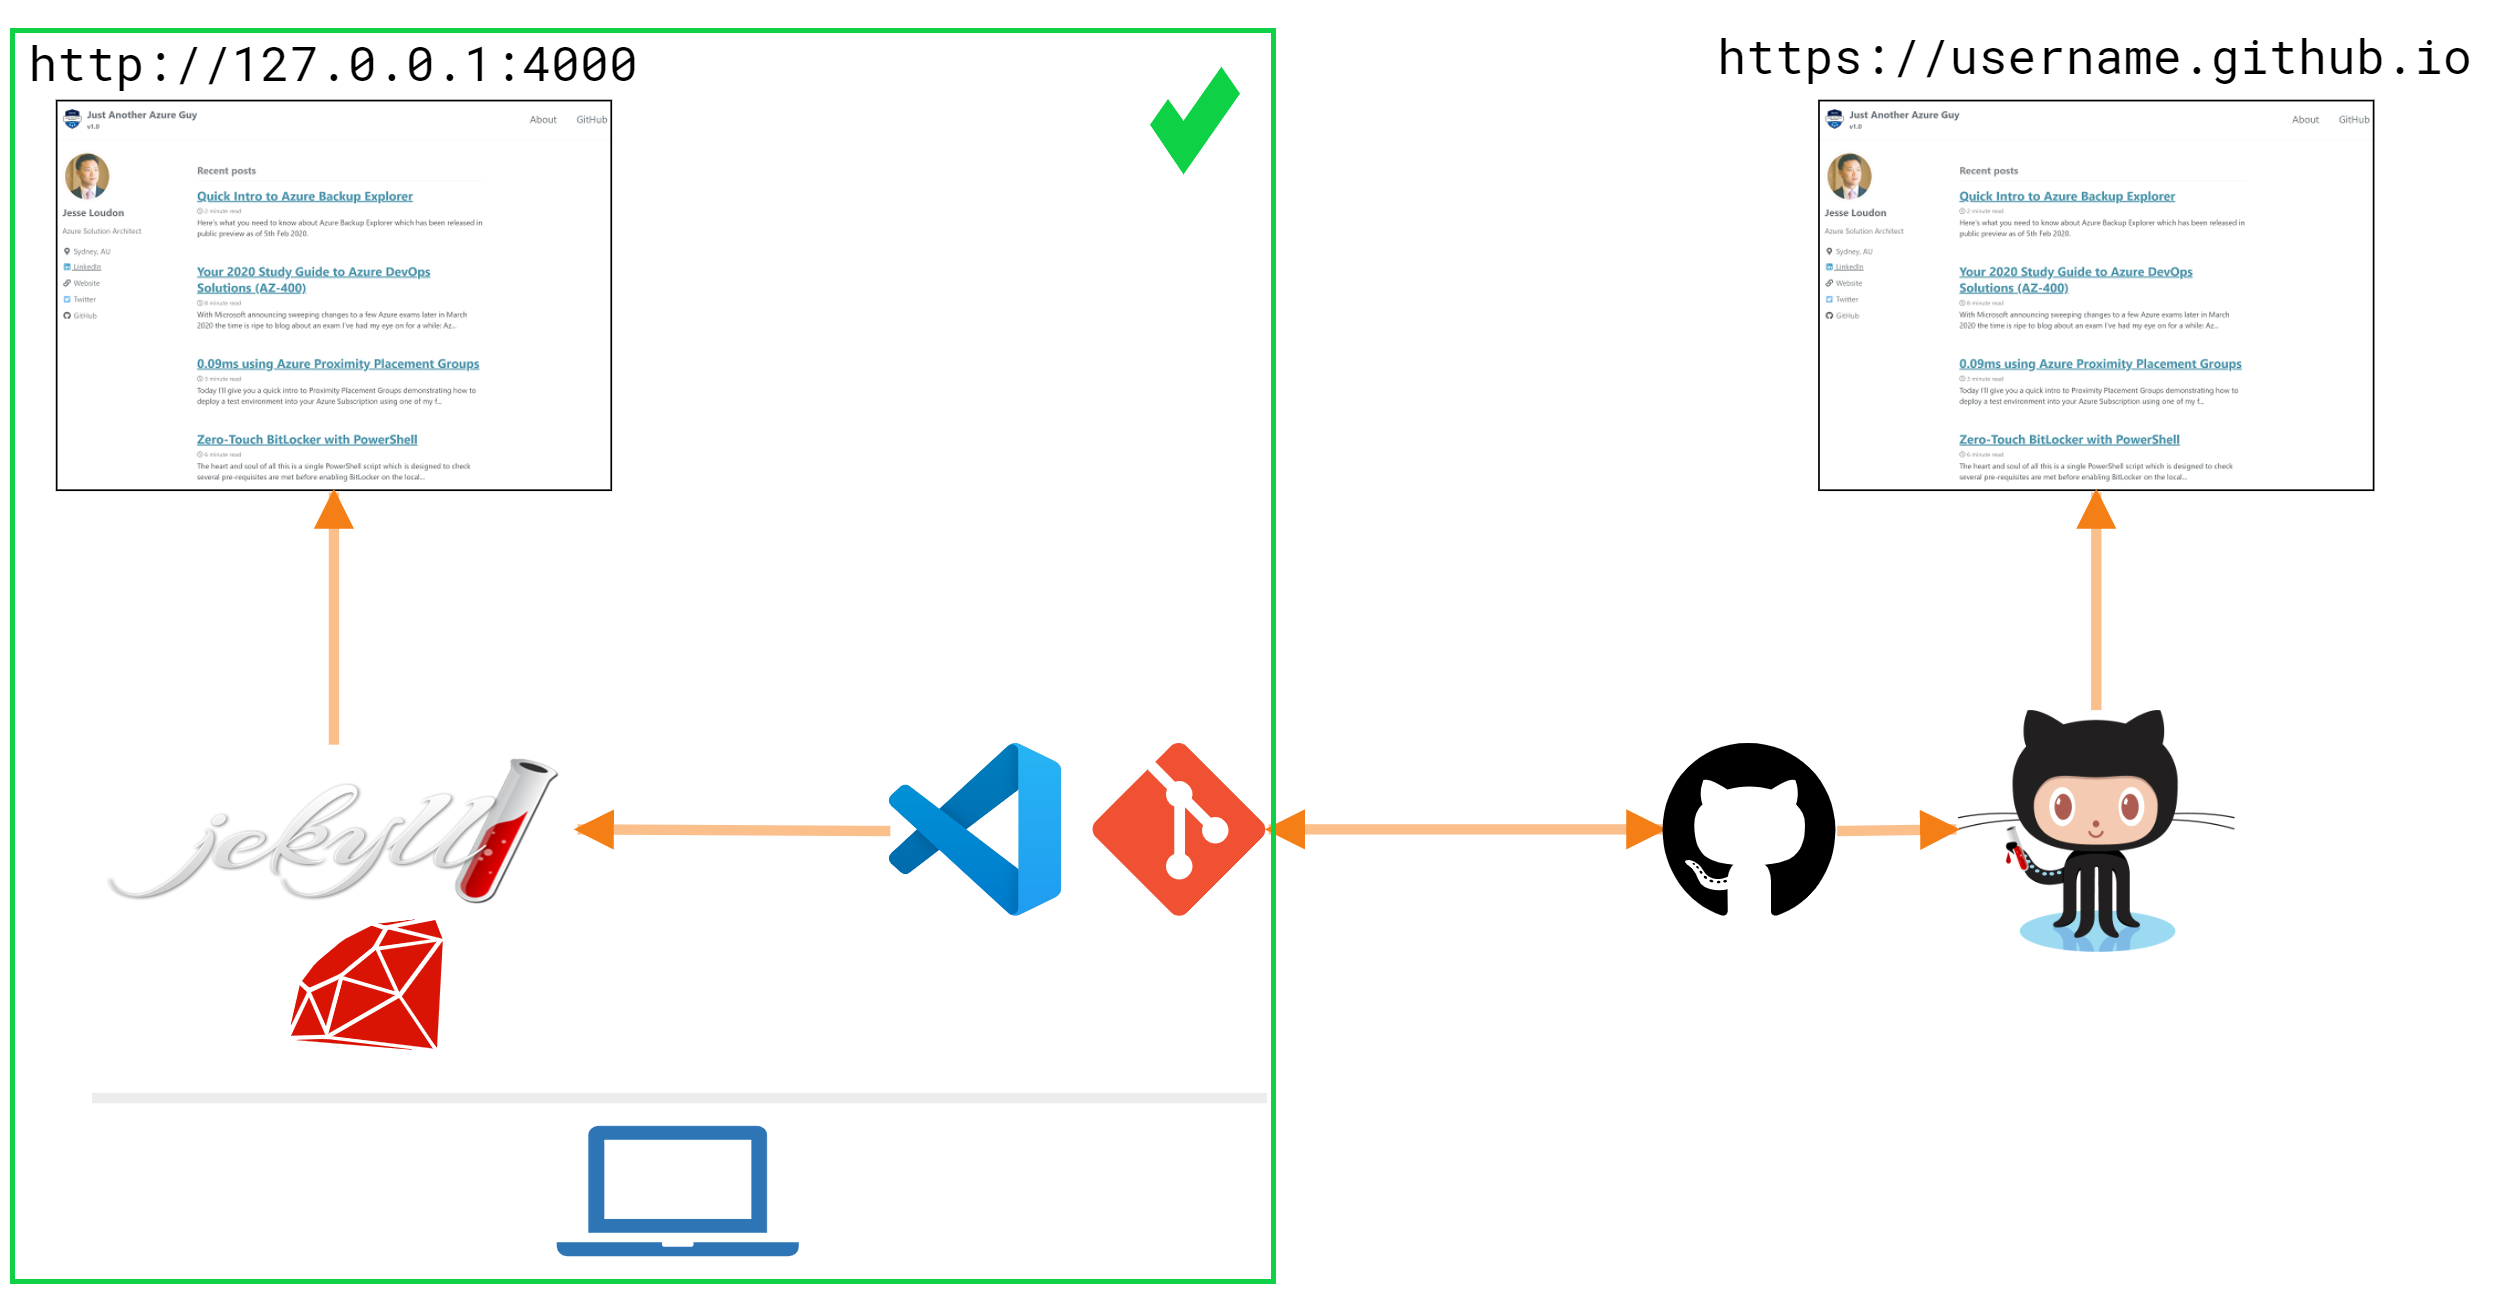 http://127.0.0.1:4000
Just Another Azure Guy
v1.0
About GitHub
Jesse Loudon
Azure Solution Architect
Sydney, AU
LinkedIn
Website
Twitter
GitHub
Recent posts
Quick Intro to Azure Backup Explorer
2 minute read
Here's what you need to know about Azure Backup Explorer which has been released in
public preview as of 5th Feb 2020.
Your 2020 Study Guide to Azure DevOps
Solutions (AZ-400)
8 minute read
With Microsoft announcing sweeping changes to a few Azure exams later in March
2020 the time is ripe to blog about an exam I've had my eye on for a while: Az...
0.09ms using Azure Proximity Placement Groups
3 minute read
Today I'll give you a quick intro to Proximity Placement Groups demonstrating how to
deploy a test environment into your Azure Subscription using one of my f...
Zero-Touch BitLocker with PowerShell
6 minute read
The heart and soul of all this is a single PowerShell script which is designed to check
several pre-requisites are met before enabling BitLocker on the local...
jekyll
https://username.github.io
Just Another Azure Guy
v1.0
About GitHub
Jesse Loudon
Azure Solution Architect
Sydney, AU
LinkedIn
Website
Twitter
GitHub
Recent posts
Quick Intro to Azure Backup Explorer
2 minute read
Here's what you need to know about Azure Backup Explorer which has been released in
public preview as of 5th Feb 2020.
Your 2020 Study Guide to Azure DevOps
Solutions (AZ-400)
8 minute read
With Microsoft announcing sweeping changes to a few Azure exams later in March
2020 the time is ripe to blog about an exam I've had my eye on for a while: Az...
0.09ms using Azure Proximity Placement Groups
3 minute read
Today I'll give you a quick intro to Proximity Placement Groups demonstrating how to
deploy a test environment into your Azure Subscription using one of my f...
Zero-Touch BitLocker with PowerShell
6 minute read
The heart and soul of all this is a single PowerShell script which is designed to check
several pre-requisites are met before enabling BitLocker on the local...